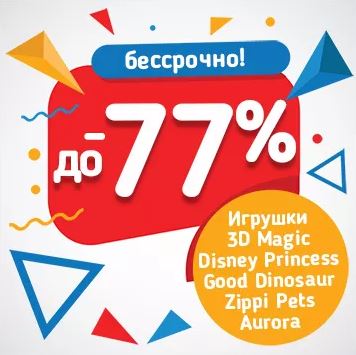 бессрочно!
до -77%
Игрушки
3D Magic
Disney Princess
Good Dinosaur
Zippi Pets
Aurora